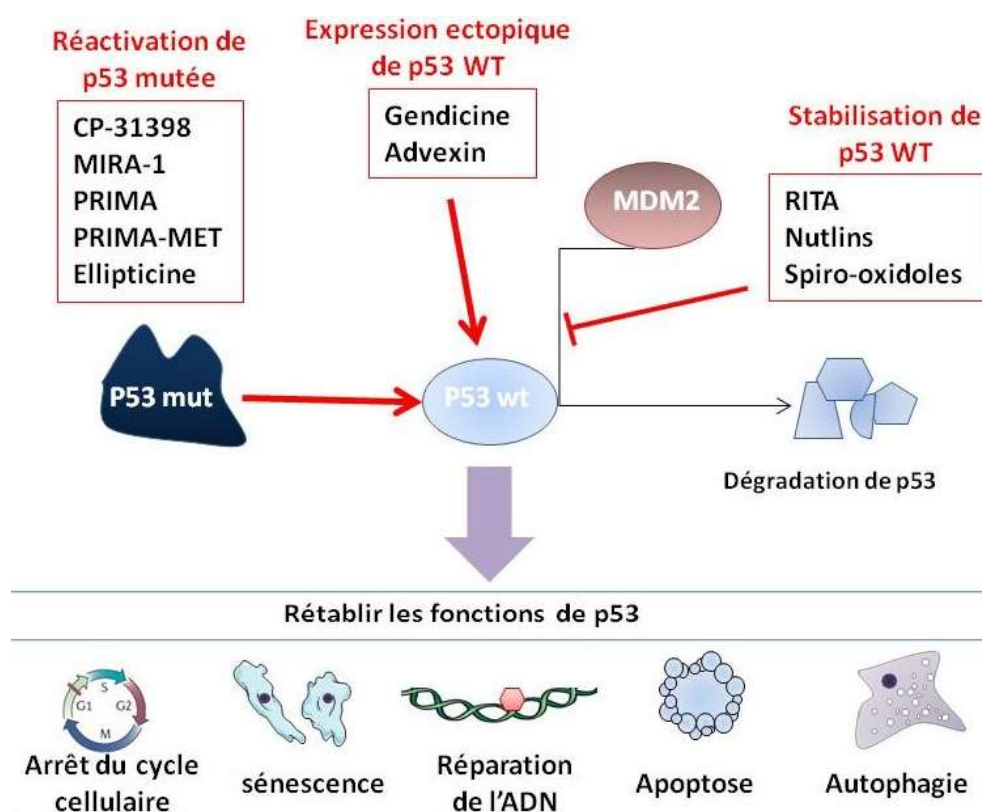 Réactivation de
p53 mutée
CP-31398
MIRA-1
PRIMA
PRIMA-MET
Ellipticine
Expression ectopique
de p53 WT
Gendicine
Advexin
Stabilisation de
p53 WT
RITA
Nutlins
Spiro-oxidoles
MDM2
P53 mut
P53 wt
Dégradation de p53
Rétablir les fonctions de p53
S
G1
G2
M
Arrêt du cycle
cellulaire
sénescence
Réparation
de l'ADN
Apoptose
Autophagie